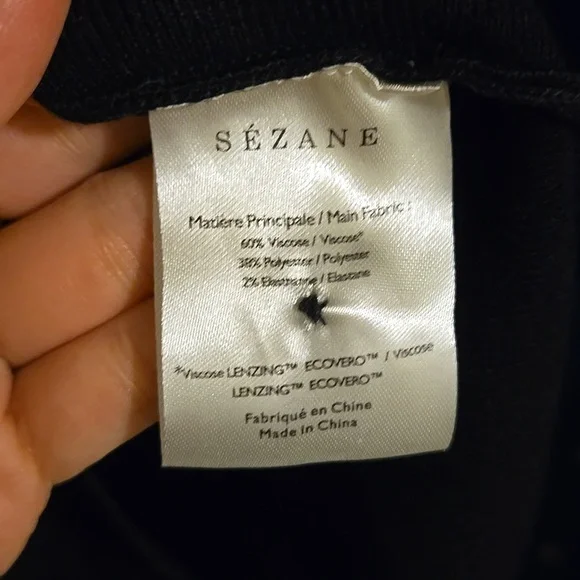 SÉZANE
Matière Principale / Main Fabric :
60% Viscose / Viscose*
38% Polyester / Polyester
2% Elasthanne / Elastane
*Viscose LENZING™ ECOVERO™ / Viscose
LENZING™ ECOVERO™
Fabriqué en Chine
Made in China